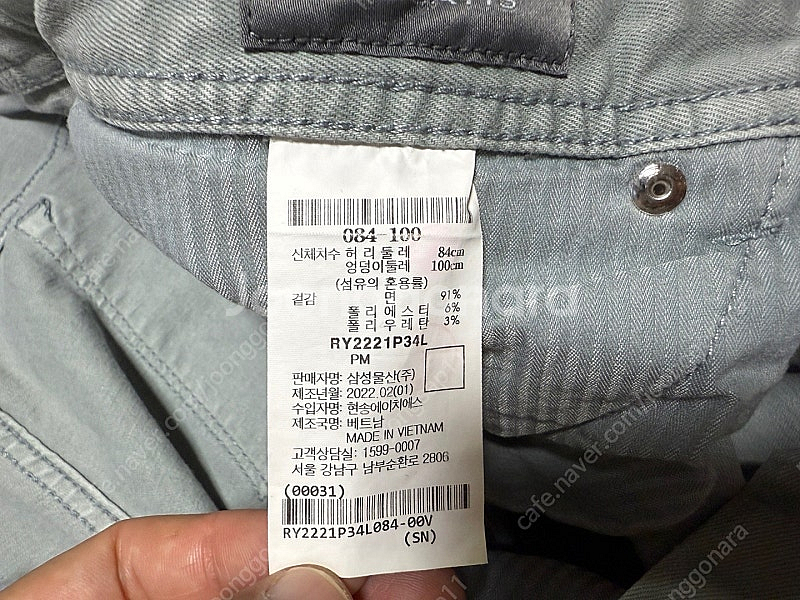 084-100
신체치수 허 리 둘 레 84cm
엉덩이둘레 100cm
(섬유의 혼용률)
겉감 면 91%
폴 리 에 스 터 6%
폴 리 우 레 탄 3%
RY2221P34L
PM
판매자명: 삼성물산(주)
제조년월: 2022.02(01)
수입자명: 현송에이치에스
제조국명: 베트남
MADE IN VIETNAM
고객상담실: 1599-0007
서울 강남구 남부순환로 2806
(00031)
RY2221P34L084-00V
(SN)
cafe.naver.com